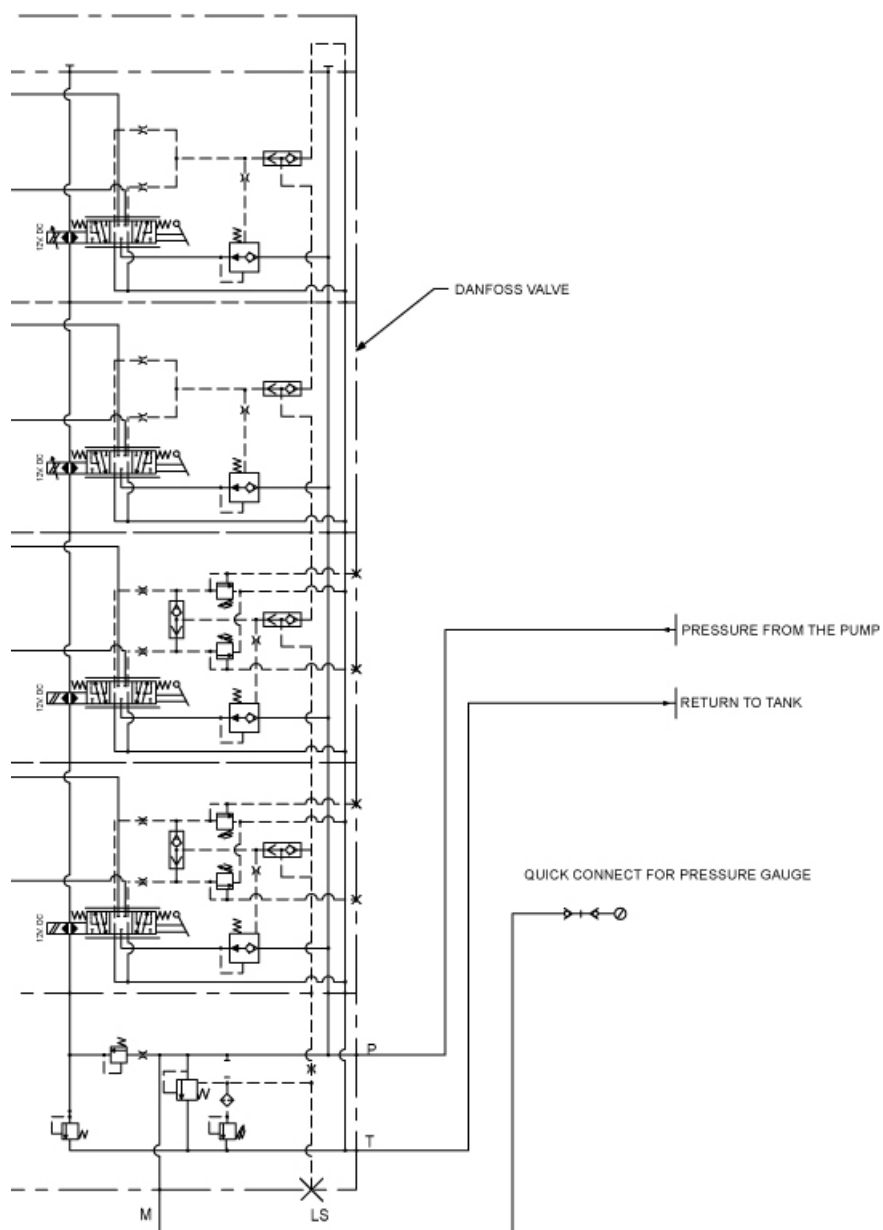 12V. DC
DANFOSS VALVE
12V. DC
12V. DC
PRESSURE FROM THE PUMP
RETURN TO TANK
12V. DC
QUICK CONNECT FOR PRESSURE GAUGE
P
T
M
LS